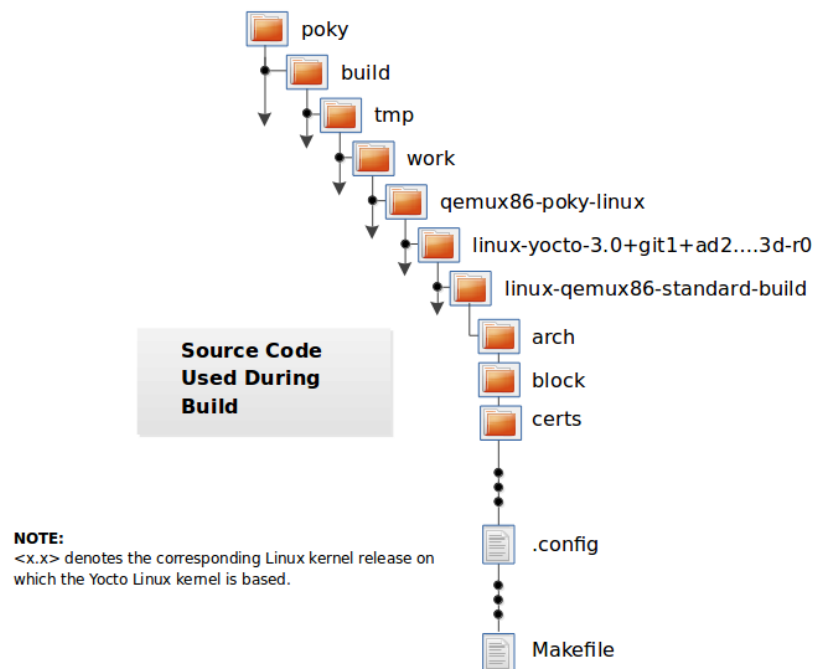 poky
build
tmp
work
qemux86-poky-linux
linux-yocto-3.0+git1+ad2....3d-r0
linux-qemux86-standard-build
arch
block
certs
Source Code
Used During
Build
.config
NOTE:
<x.x> denotes the corresponding Linux kernel release on
which the Yocto Linux kernel is based.
Makefile